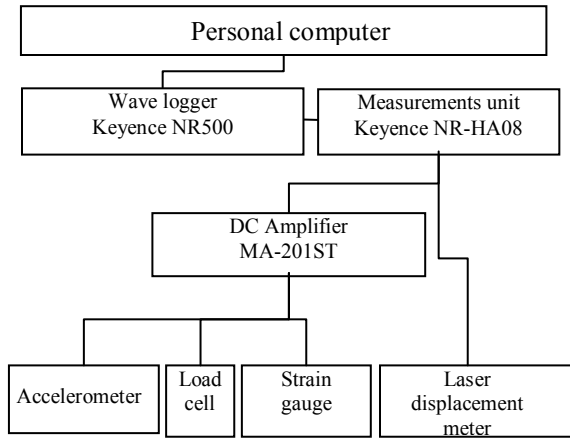 Personal computer
Wave logger
Keyence NR500
Measurements unit
Keyence NR-HA08
DC Amplifier
MA-201ST
Accelerometer
Load
cell
Strain
gauge
Laser
displacement
meter